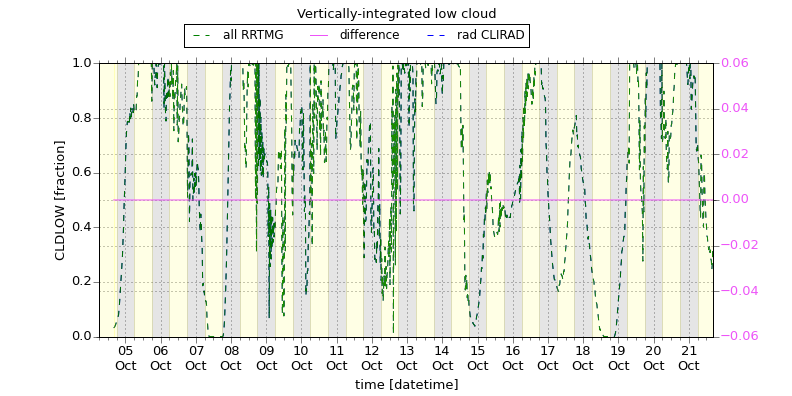 Vertically-integrated low cloud
all RRTMG difference rad CLIRAD
1.0
0.8
0.6
0.4
0.2
0.0
CLDLOW [fraction]
0.06
0.04
0.02
0.00
−0.02
−0.04
−0.06
05 06 07 08 09 10 11 12 13 14 15 16 17 18 19 20 21
Oct Oct Oct Oct Oct Oct Oct Oct Oct Oct Oct Oct Oct Oct Oct Oct Oct
time [datetime]